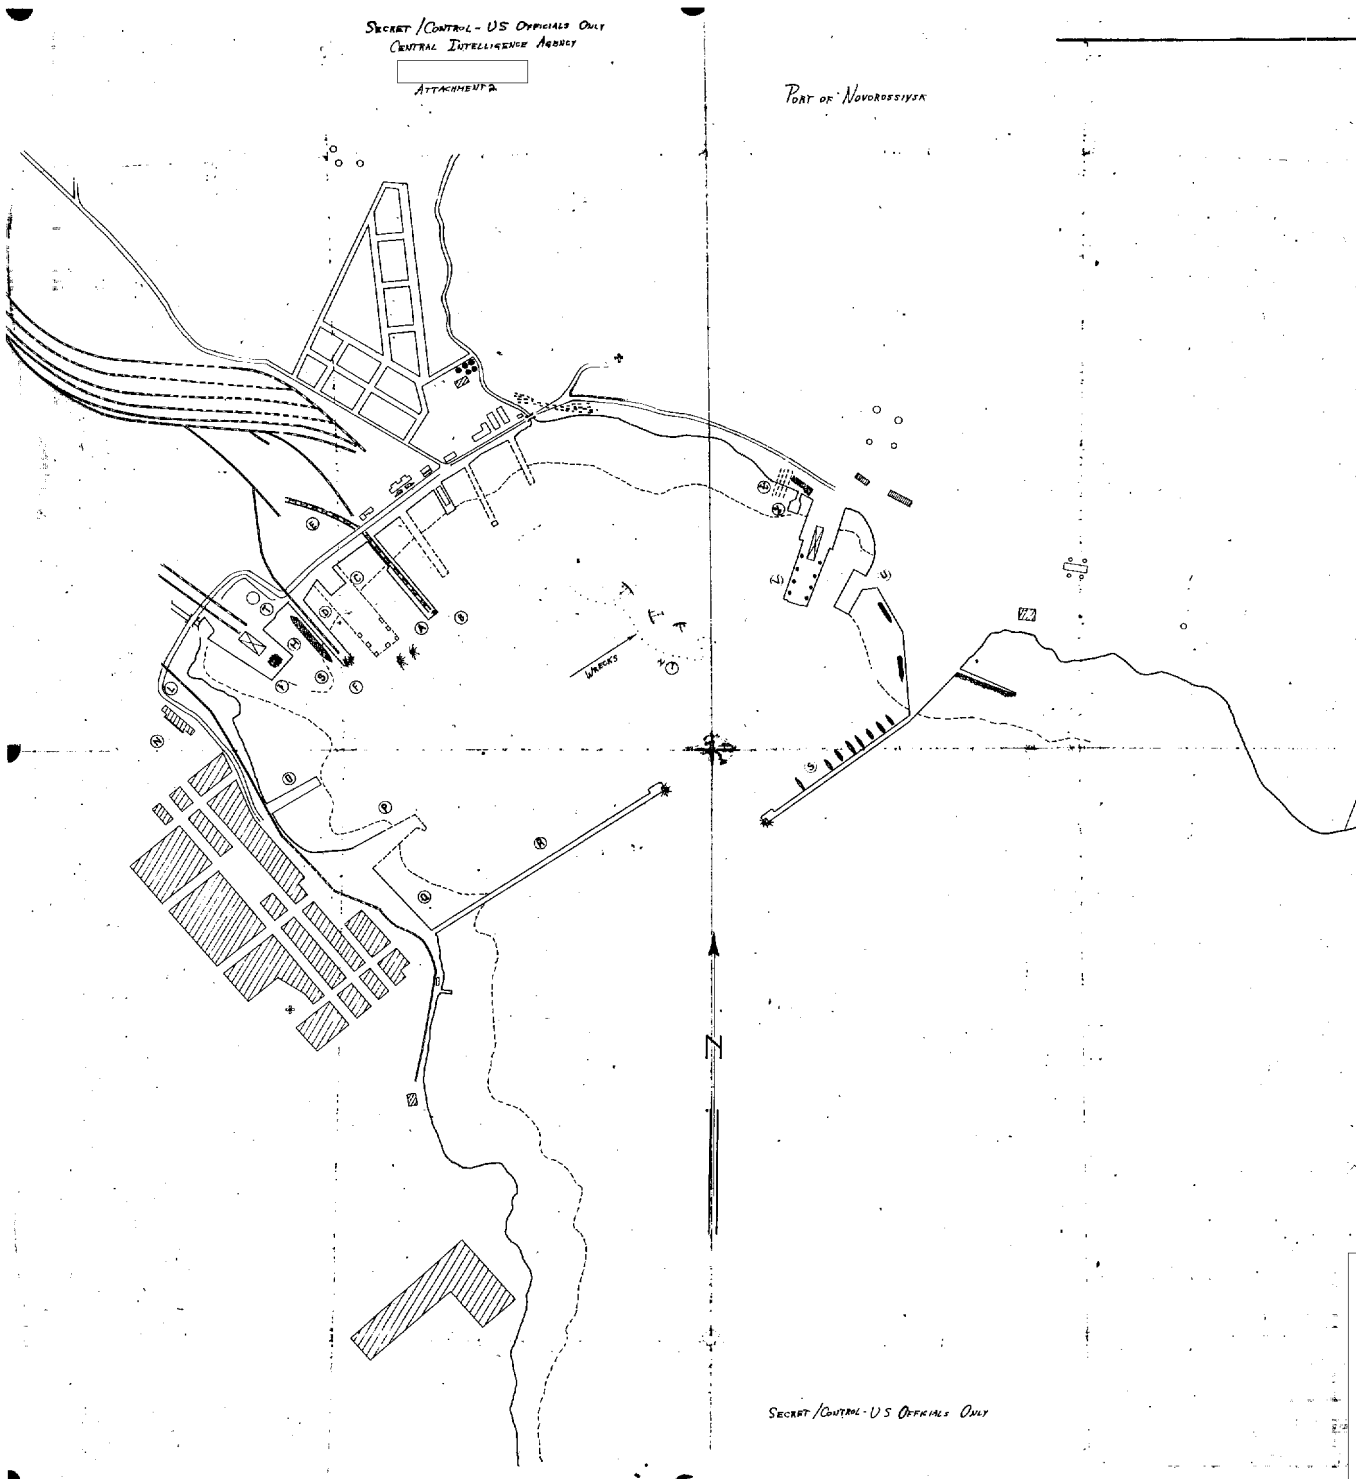 SECRET/CONTROL - US OFFICIALS ONLY
CENTRAL INTELLIGENCE AGENCY
ATTACHMENT 2
PORT OF NOVOROSSIYSK
E
C
D
A
B
H
G
F
WRECKS
N
O
P
R
Q
S
N
SECRET/CONTROL - US OFFICIALS ONLY